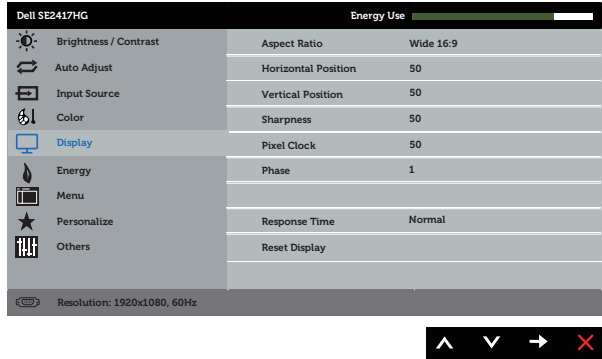 Dell SE2417HG
Energy Use
Brightness / Contrast
Auto Adjust
Input Source
Color
Display
Energy
Menu
Personalize
Others
Aspect Ratio Wide 16:9
Horizontal Position 50
Vertical Position 50
Sharpness 50
Pixel Clock 50
Phase 1
Response Time Normal
Reset Display
Resolution: 1920x1080, 60Hz